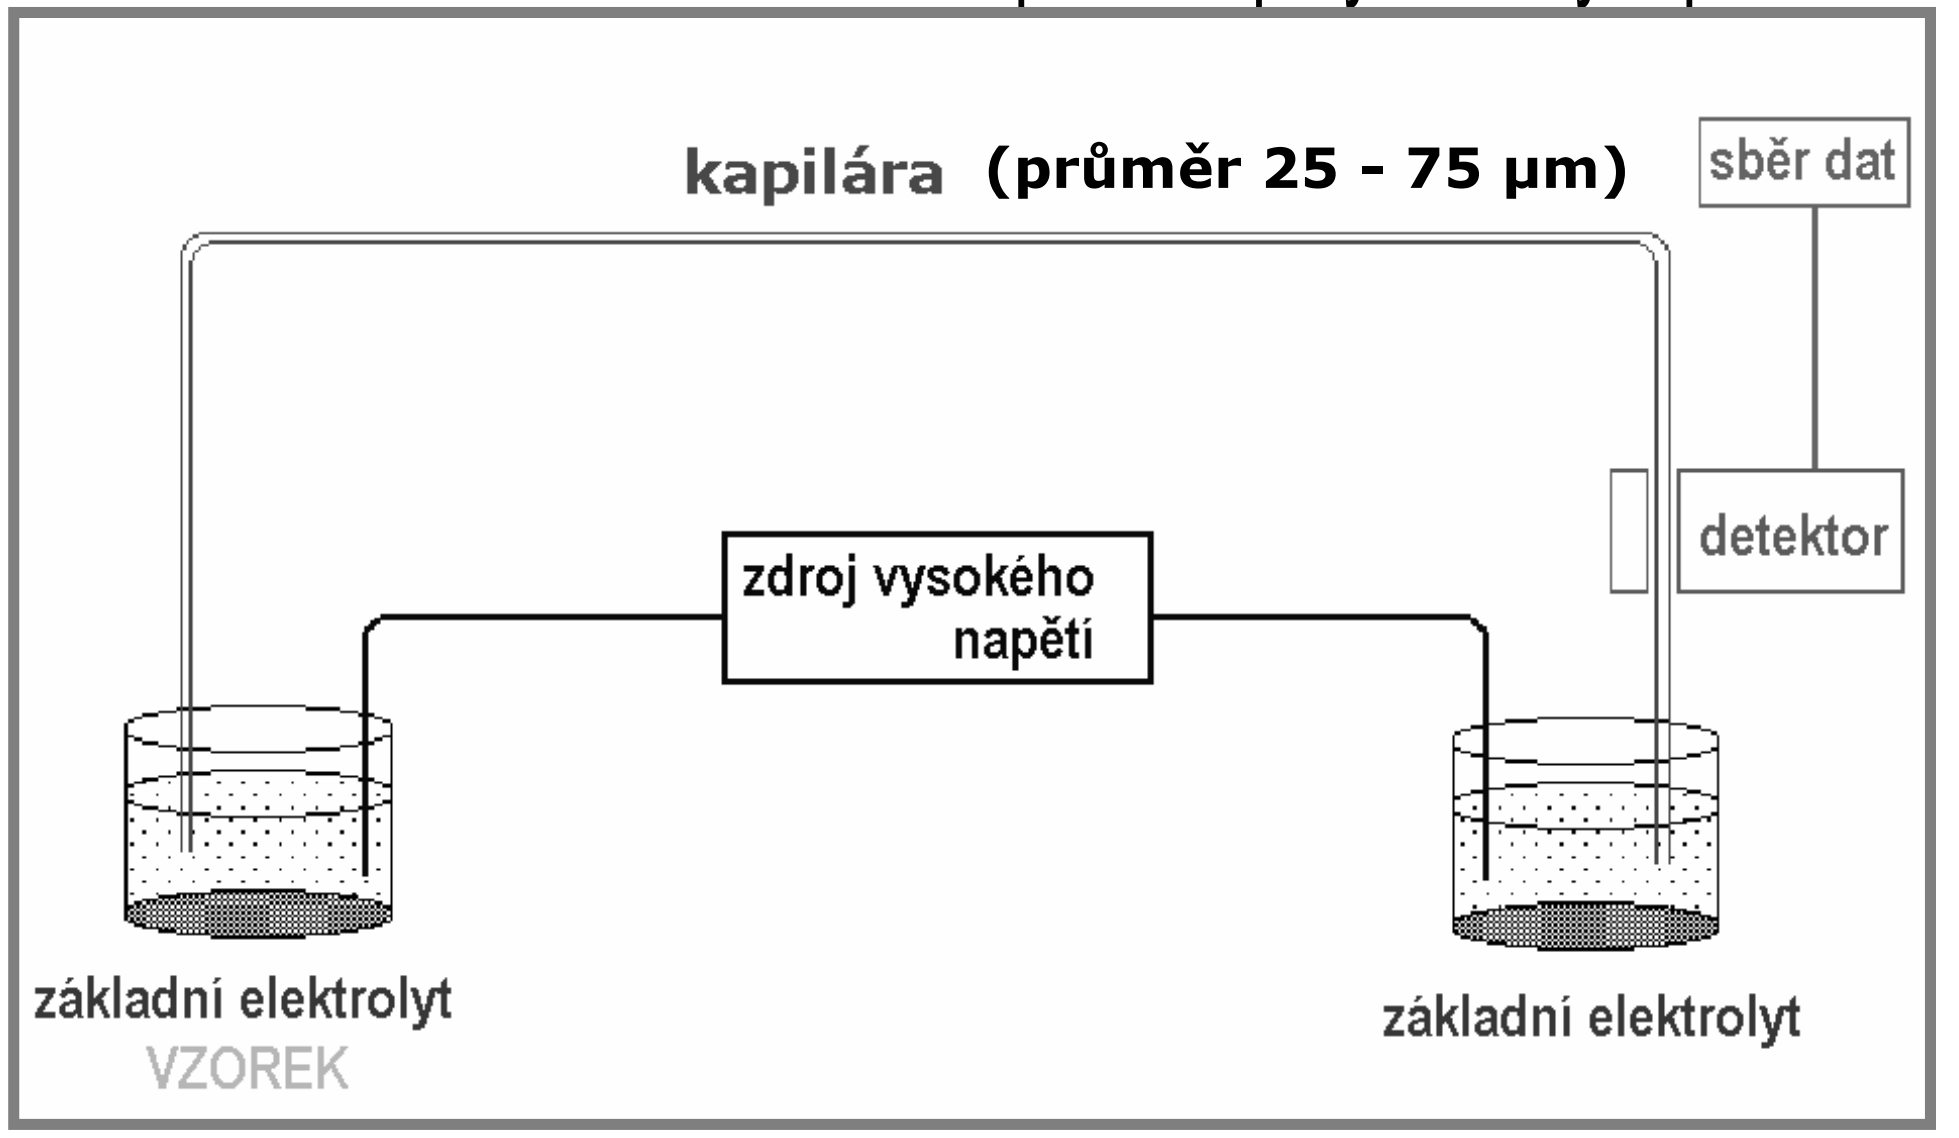 kapilára (průměr 25 - 75 µm)
sběr dat
detektor
zdroj vysokého
napětí
základní elektrolyt
VZOREK
základní elektrolyt